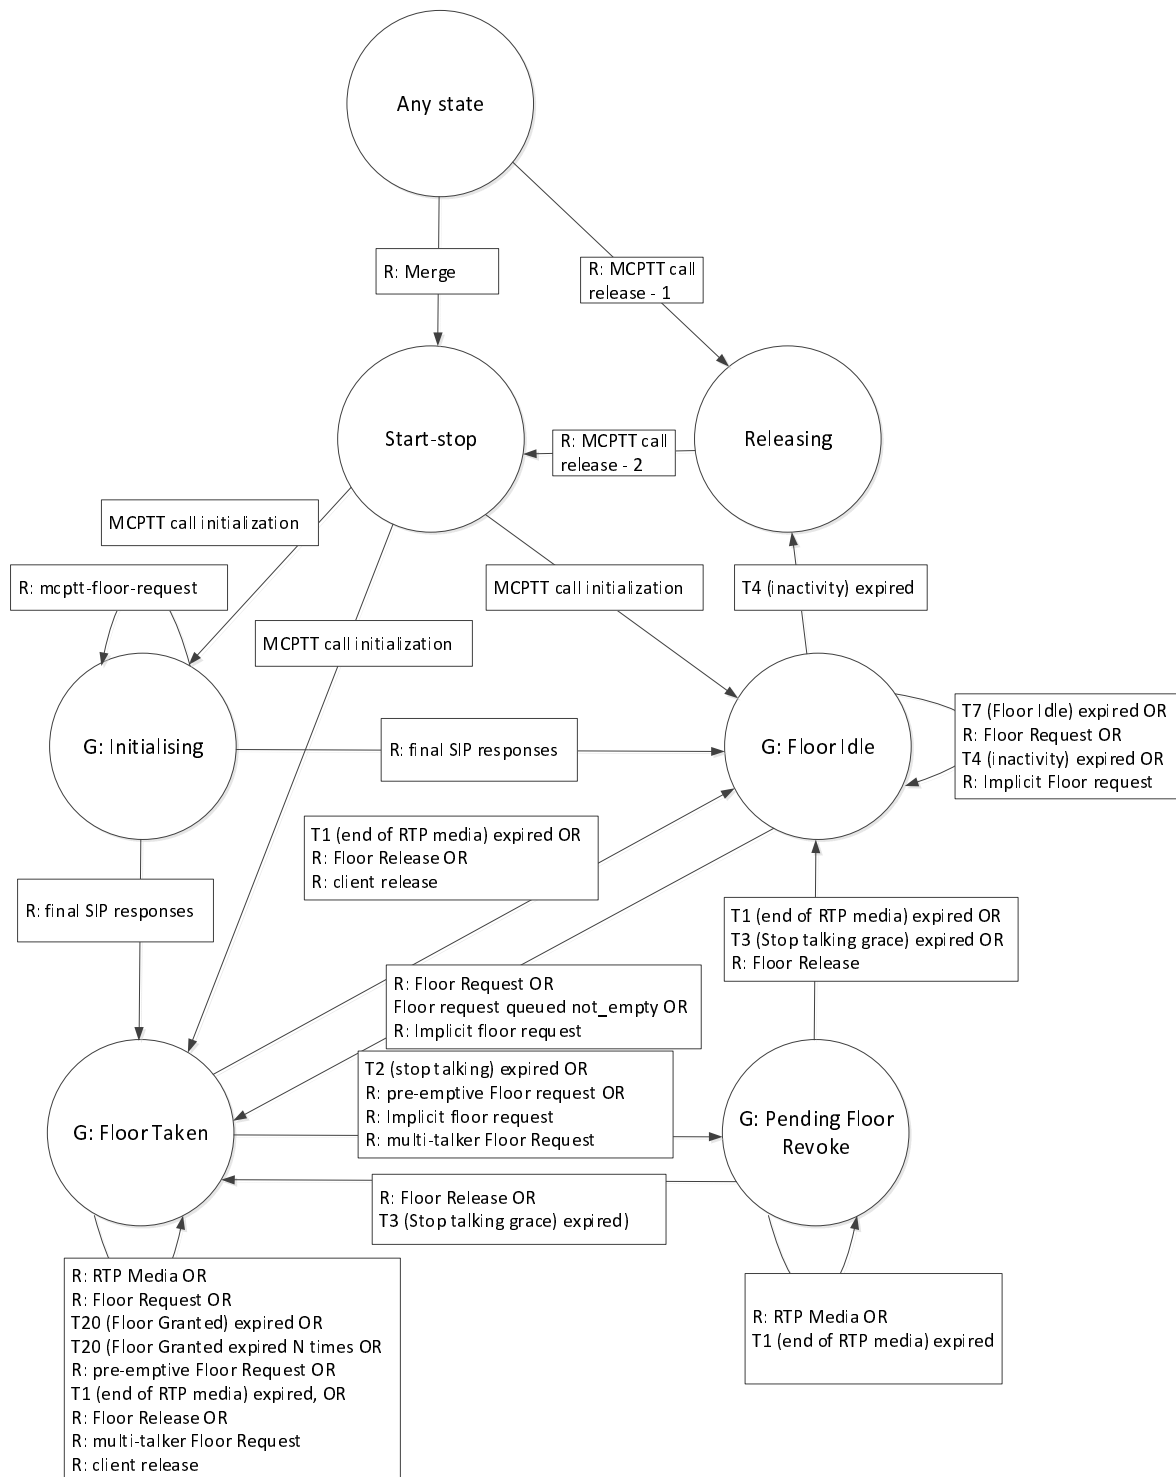 Any state
R: Merge
R: MCPTT call
release - 1
Start-stop
Releasing
R: MCPTT call
release - 2
MCPTT call initialization
R: mcptt-floor-request
MCPTT call initialization
T4 (inactivity) expired
MCPTT call initialization
G: Initialising
R: final SIP responses
G: Floor Idle
T7 (Floor Idle) expired OR
R: Floor Request OR
T4 (inactivity) expired OR
R: Implicit Floor request
T1 (end of RTP media) expired OR
R: Floor Release OR
R: client release
R: final SIP responses
T1 (end of RTP media) expired OR
T3 (Stop talking grace) expired OR
R: Floor Release
R: Floor Request OR
Floor request queued not_empty OR
R: Implicit floor request
T2 (stop talking) expired OR
R: pre-emptive Floor request OR
R: Implicit floor request
R: multi-talker Floor Request
G: Floor Taken
G: Pending Floor
Revoke
R: Floor Release OR
T3 (Stop talking grace) expired)
R: RTP Media OR
R: Floor Request OR
T20 (Floor Granted) expired OR
T20 (Floor Granted expired N times OR
R: pre-emptive Floor Request OR
T1 (end of RTP media) expired, OR
R: Floor Release OR
R: multi-talker Floor Request
R: client release
R: RTP Media OR
T1 (end of RTP media) expired